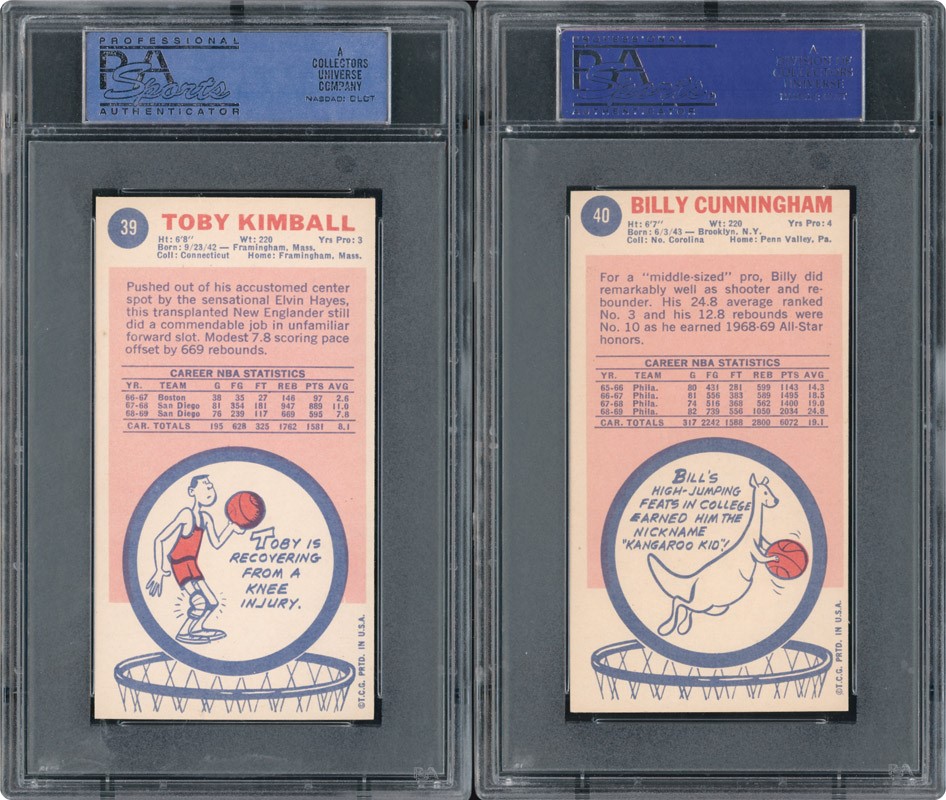 PROFESSIONAL
PSA
Sports
AUTHENTICATOR
A
COLLECTORS
UNIVERSE
COMPANY
NASDAQ: CLCT
39
TOBY KIMBALL
Ht: 6'8" Wt: 220 Yrs Pro: 3
Born: 9/23/42 — Framingham, Mass.
Coll: Connecticut Home: Framingham, Mass.
Pushed out of his accustomed center
spot by the sensational Elvin Hayes,
this transplanted New Englander still
did a commendable job in unfamiliar
forward slot. Modest 7.8 scoring pace
offset by 669 rebounds.
CAREER NBA STATISTICS
YR. TEAM G FG FT REB PTS AVG
66-67 Boston 38 35 27 146 97 2.6
67-68 San Diego 81 354 181 947 889 11.0
68-69 San Diego 76 239 117 669 595 7.8
CAR. TOTALS 195 628 325 1762 1581 8.1
TOBY IS
RECOVERING
FROM A
KNEE
INJURY.
©T.C.G. PRTD. IN U.S.A.
PSA
Sports
40
BILLY CUNNINGHAM
Ht: 6'7" Wt: 220 Yrs Pro: 4
Born: 6/3/43 — Brooklyn, N.Y.
Coll: No. Carolina Home: Penn Valley, Pa.
For a "middle-sized" pro, Billy did
remarkably well as shooter and re-
bounder. His 24.8 average ranked
No. 3 and his 12.8 rebounds were
No. 10 as he earned 1968-69 All-Star
honors.
CAREER NBA STATISTICS
YR. TEAM G FG FT REB PTS AVG
65-66 Phila. 80 431 281 599 1143 14.3
66-67 Phila. 81 556 383 589 1495 18.5
67-68 Phila. 74 516 368 562 1400 19.0
68-69 Phila. 82 739 556 1050 2034 24.8
CAR. TOTALS 317 2242 1588 2800 6072 19.1
BILL'S
HIGH-JUMPING
FEATS IN COLLEGE
EARNED HIM THE
NICKNAME
"KANGAROO KID"!
©T.C.G. PRTD. IN U.S.A.